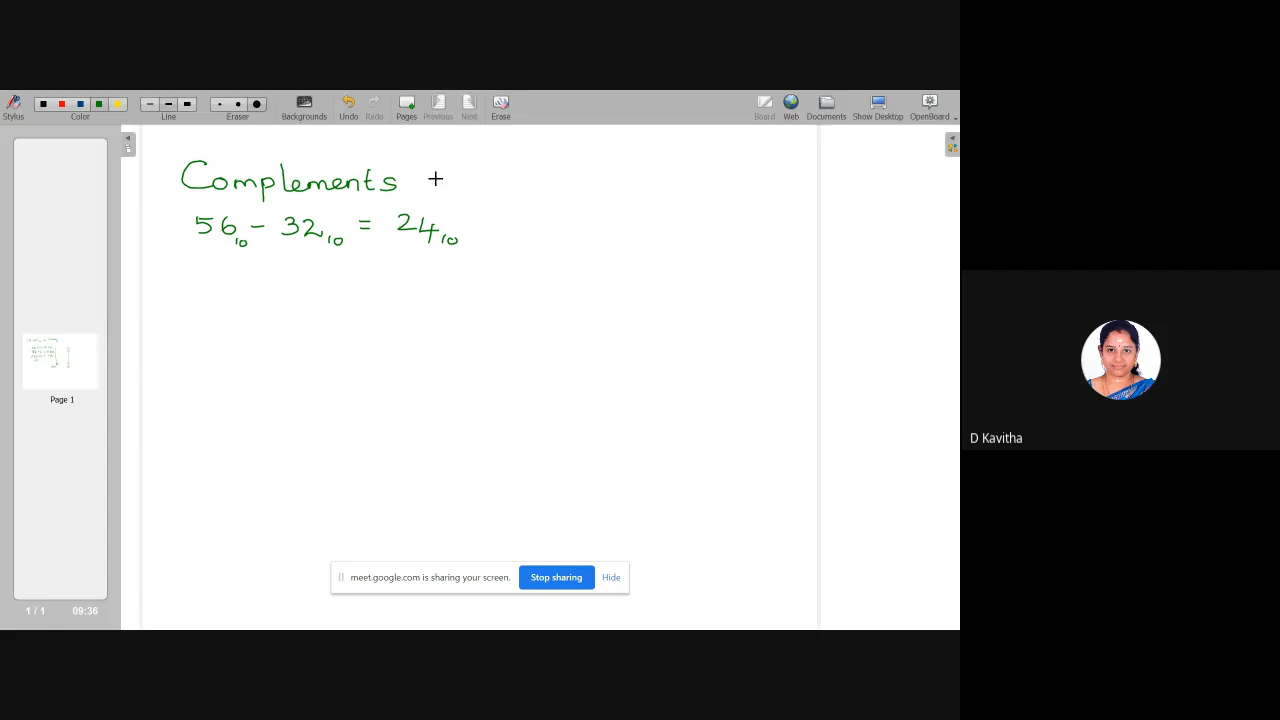 Stylus Color Line Eraser Backgrounds Undo Redo Pages Previous Next Erase Board Web Documents Show Desktop OpenBoard
Complements
56₁₀ - 32₁₀ = 24₁₀
Page 1
D Kavitha
meet.google.com is sharing your screen. Stop sharing Hide
1 / 1 09:36